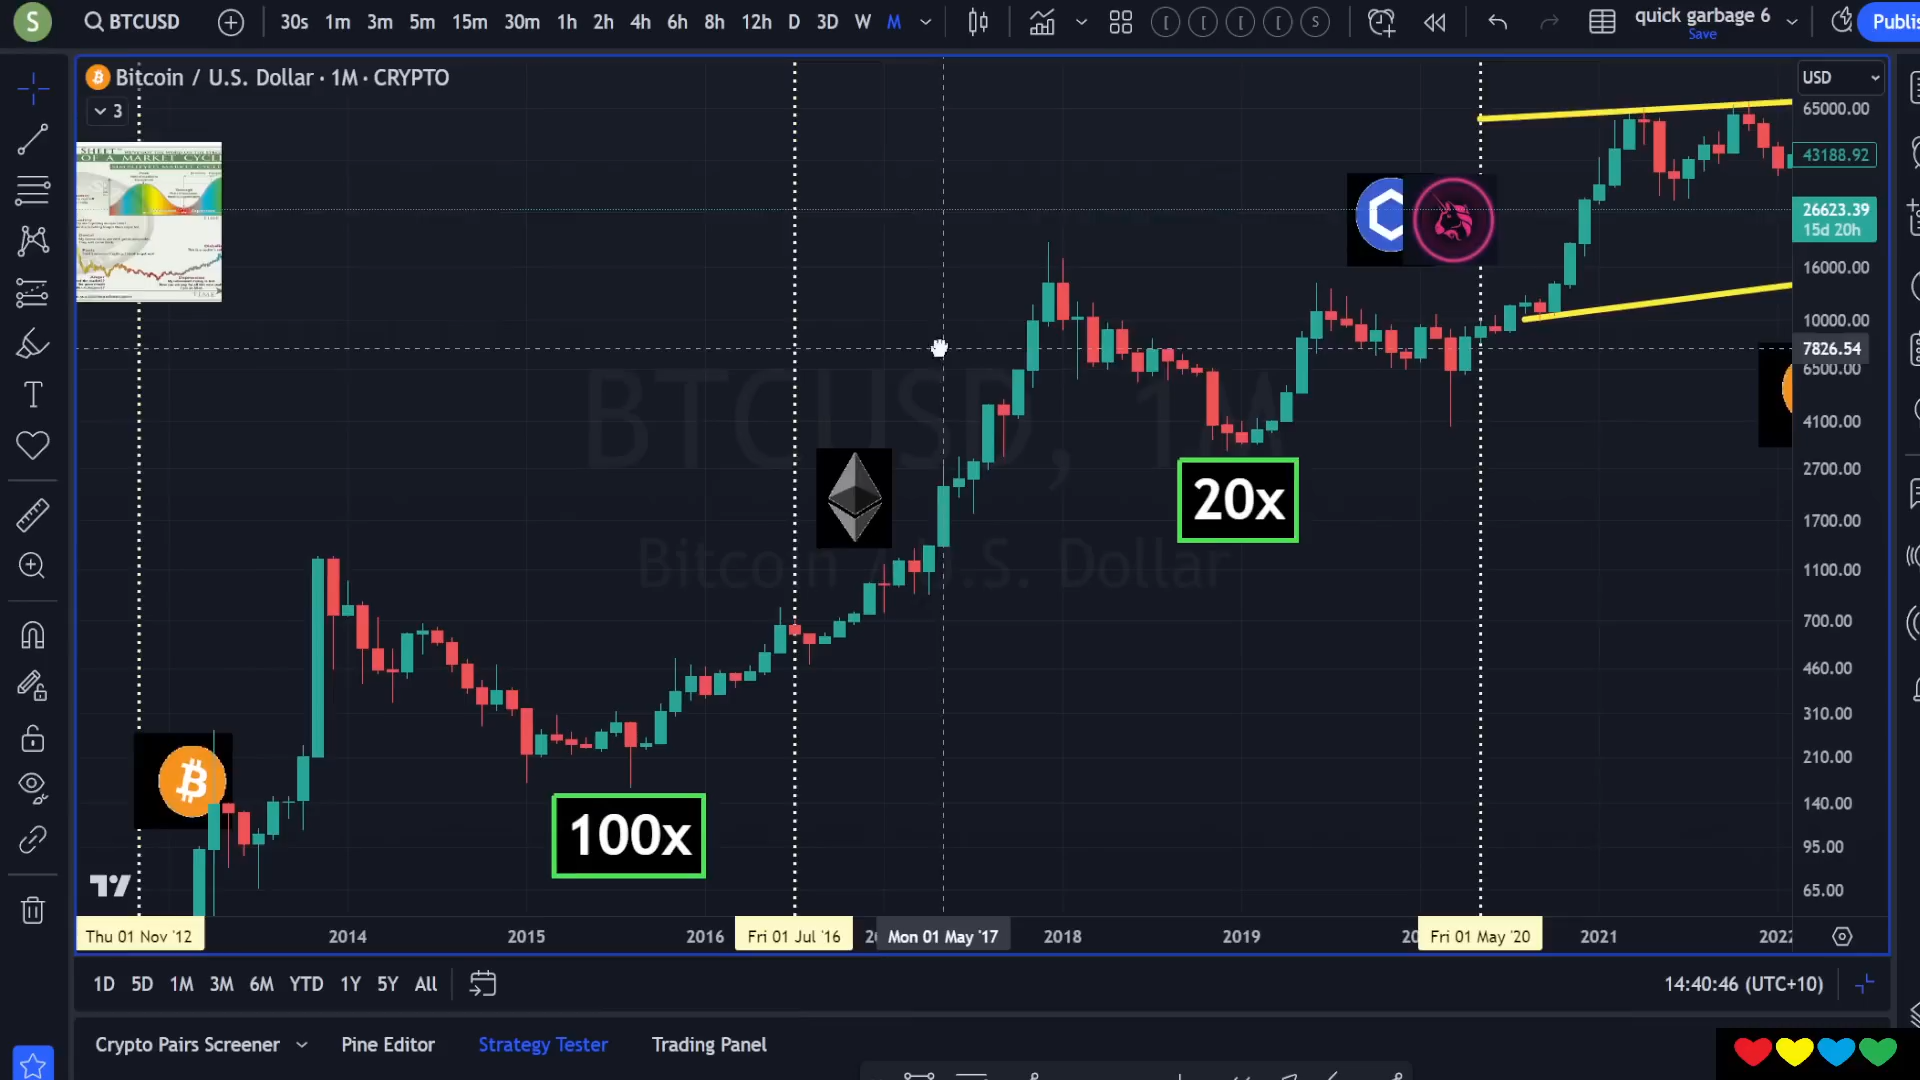 S
BTCUSD
30s 1m 3m 5m 15m 30m 1h 2h 4h 6h 8h 12h D 3D W M
[ [ [ [ S
quick garbage 6
Save
Publi
Bitcoin / U.S. Dollar · 1M · CRYPTO
3
USD
SHEET
OF A MARKET CYCL
TIME
65000.00
43188.92
26623.39
15d 20h
16000.00
10000.00
7826.54
6500.00
4100.00
2700.00
1700.00
1100.00
700.00
460.00
310.00
210.00
140.00
95.00
65.00
BTCUSD, 1M
Bitcoin / U.S. Dollar
20x
100x
Thu 01 Nov '12
2014
2015
2016
Fri 01 Jul '16
Mon 01 May '17
2018
2019
Fri 01 May '20
2021
2022
1D 5D 1M 3M 6M YTD 1Y 5Y All
14:40:46 (UTC+10)
Crypto Pairs Screener
Pine Editor
Strategy Tester
Trading Panel